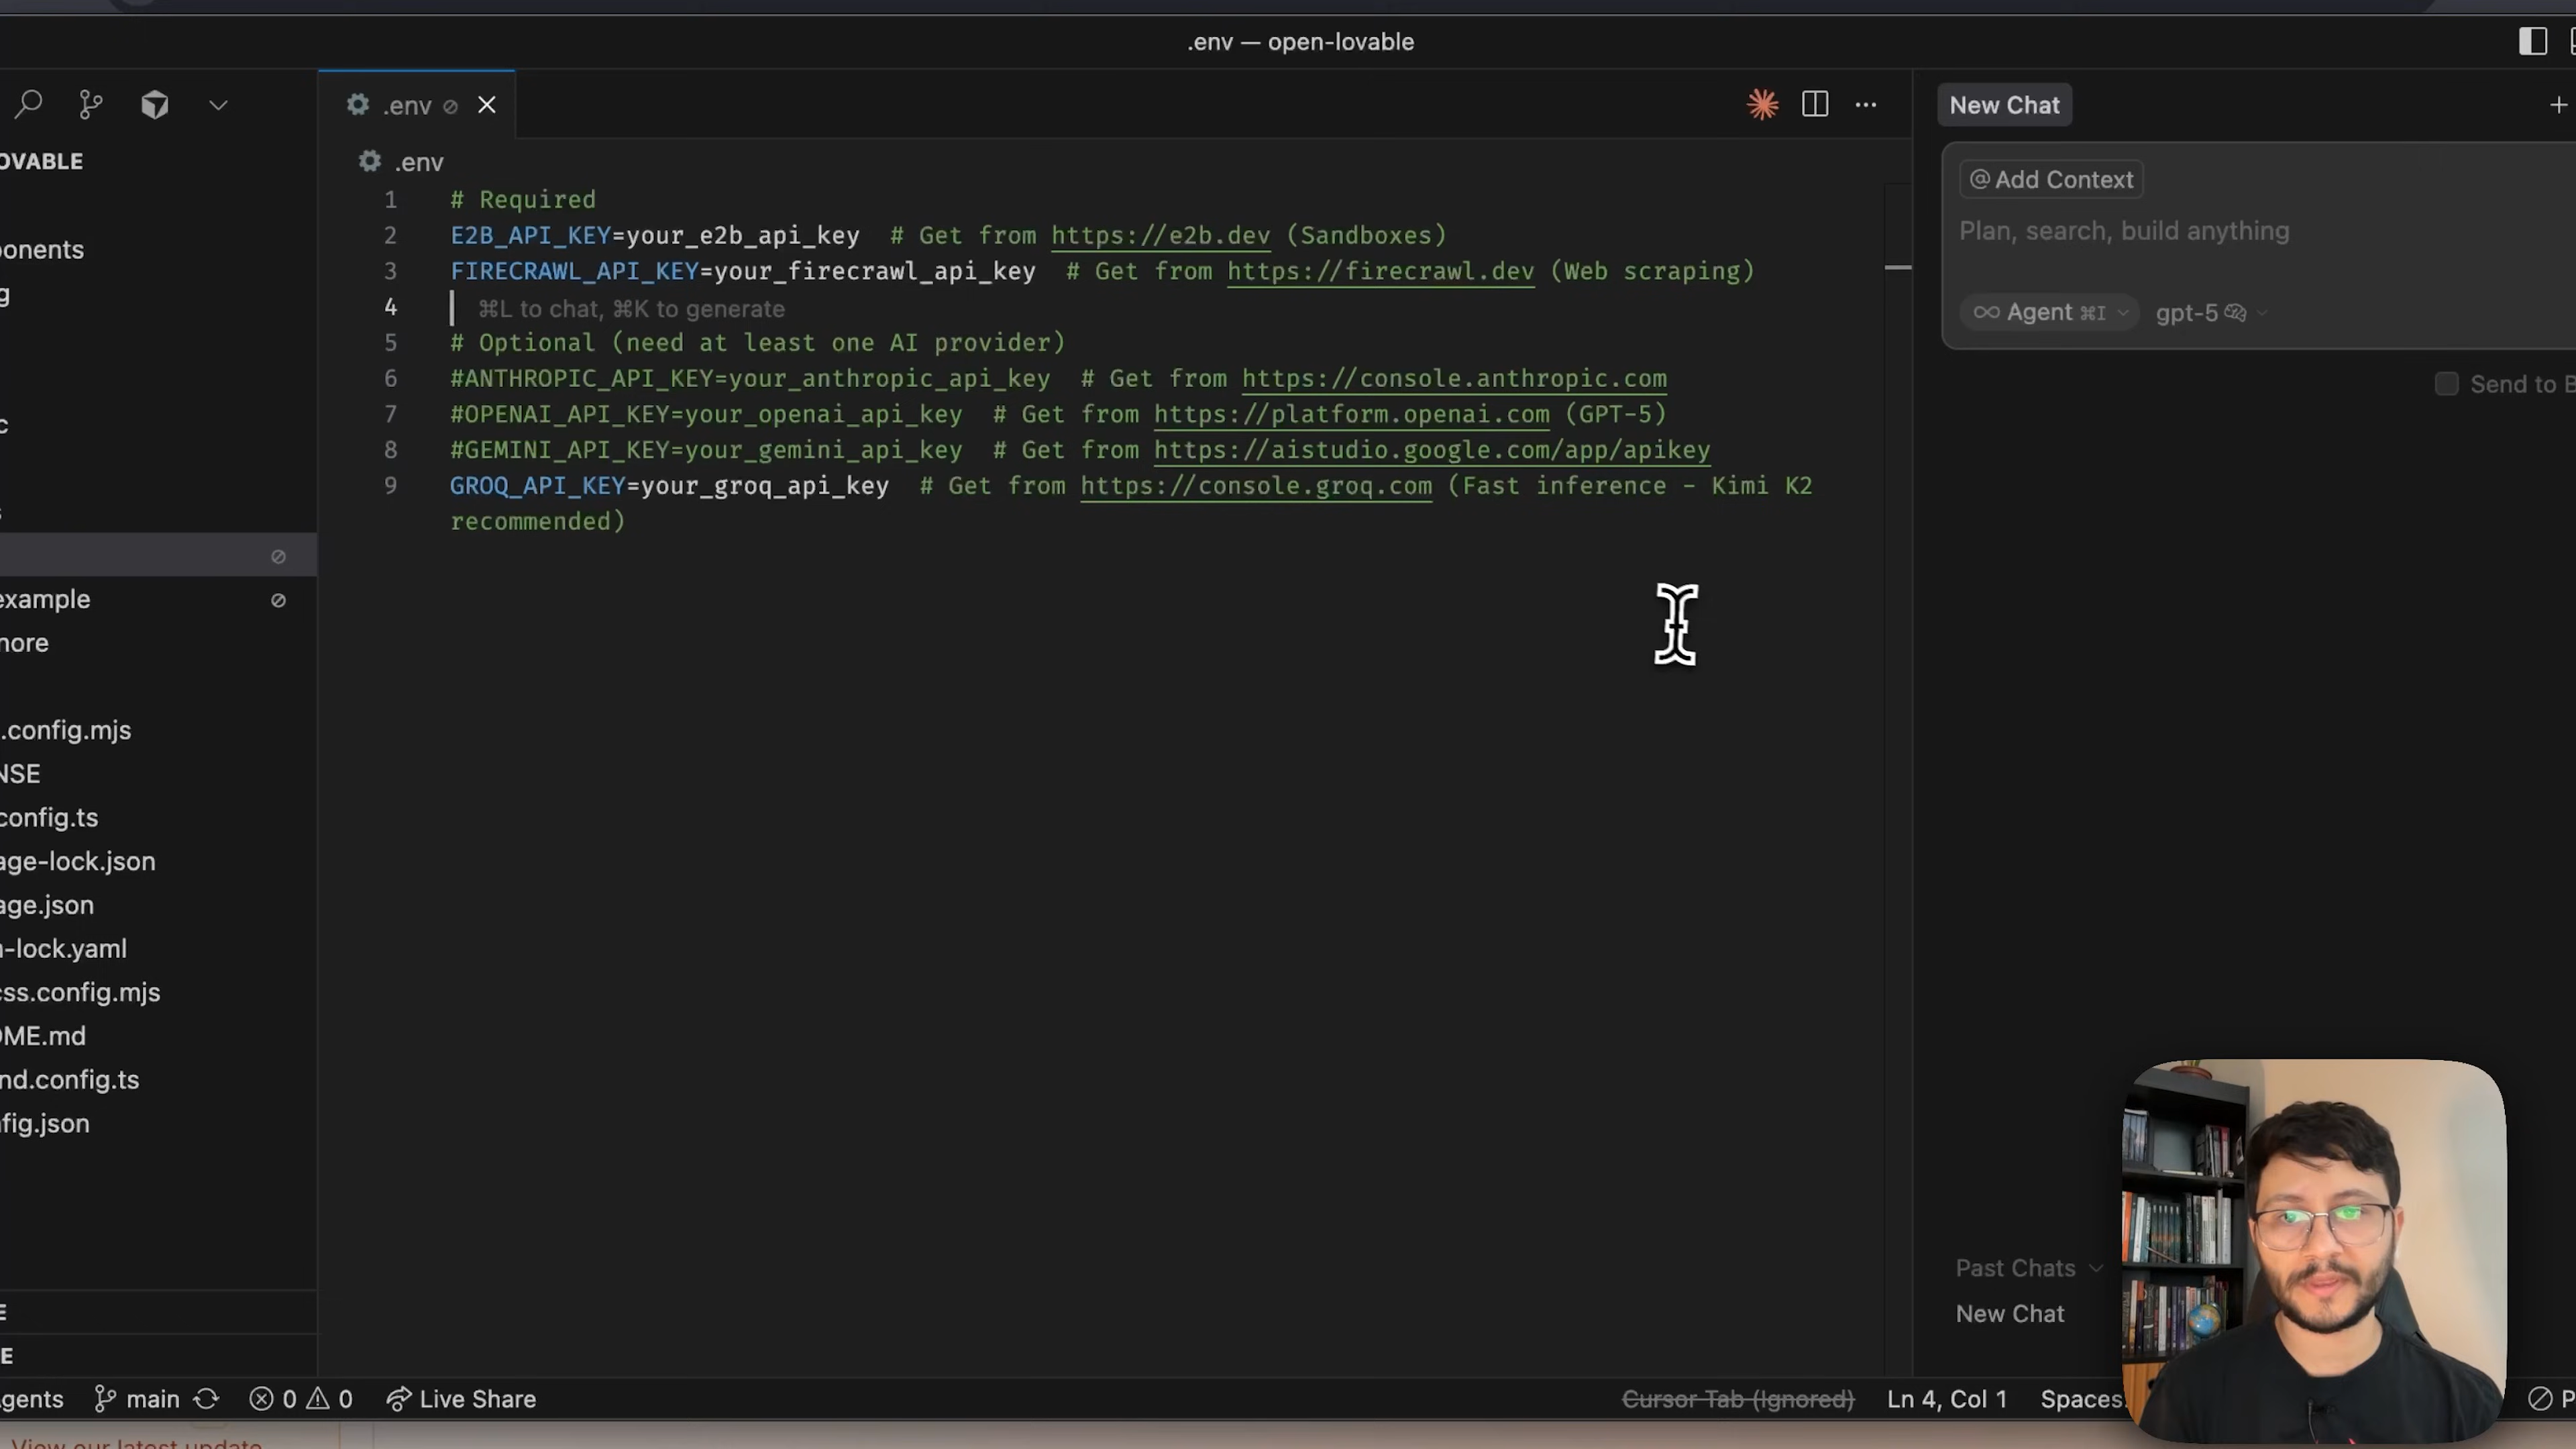 .env — open-lovable
.env
New Chat
OVABLE
.env
@ Add Context
Plan, search, build anything
Agent ⌘I
gpt-5
Send to B
1 # Required
2 E2B_API_KEY=your_e2b_api_key  # Get from https://e2b.dev (Sandboxes)
3 FIRECRAWL_API_KEY=your_firecrawl_api_key  # Get from https://firecrawl.dev (Web scraping)
4 ⌘L to chat, ⌘K to generate
5 # Optional (need at least one AI provider)
6 #ANTHROPIC_API_KEY=your_anthropic_api_key  # Get from https://console.anthropic.com
7 #OPENAI_API_KEY=your_openai_api_key  # Get from https://platform.openai.com (GPT-5)
8 #GEMINI_API_KEY=your_gemini_api_key  # Get from https://aistudio.google.com/app/apikey
9 GROQ_API_KEY=your_groq_api_key  # Get from https://console.groq.com (Fast inference - Kimi K2
recommended)
onents
g
c
s
example
nore
.config.mjs
NSE
config.ts
age-lock.json
age.json
n-lock.yaml
css.config.mjs
OME.md
nd.config.ts
fig.json
E
E
Past Chats
New Chat
gents
main
0
0
Live Share
Cursor Tab (Ignored)
Ln 4, Col 1
Spaces:
P
View our latest update